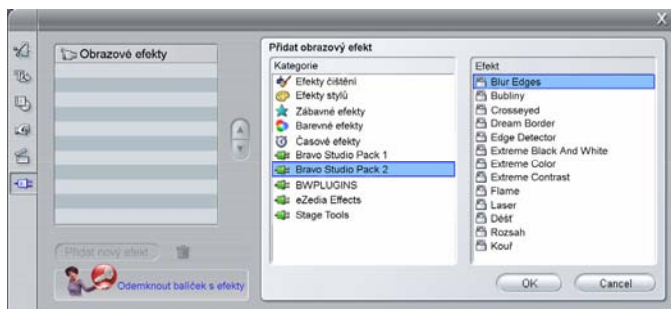 Obrazové efekty
Přidat nový efekt
Odemknout balíček s efekty
Přidat obrazový efekt
Kategorie
Efekty čištění
Efekty stylů
Zábavné efekty
Barevné efekty
Časové efekty
Bravo Studio Pack 1
Bravo Studio Pack 2
BWPLUGINS
eZedia Effects
Stage Tools
Efekt
Blur Edges
Bubliny
Crosseyed
Dream Border
Edge Detector
Extreme Black And White
Extreme Color
Extreme Contrast
Flame
Laser
Déšť
Rozsah
Kouř
OK
Cancel